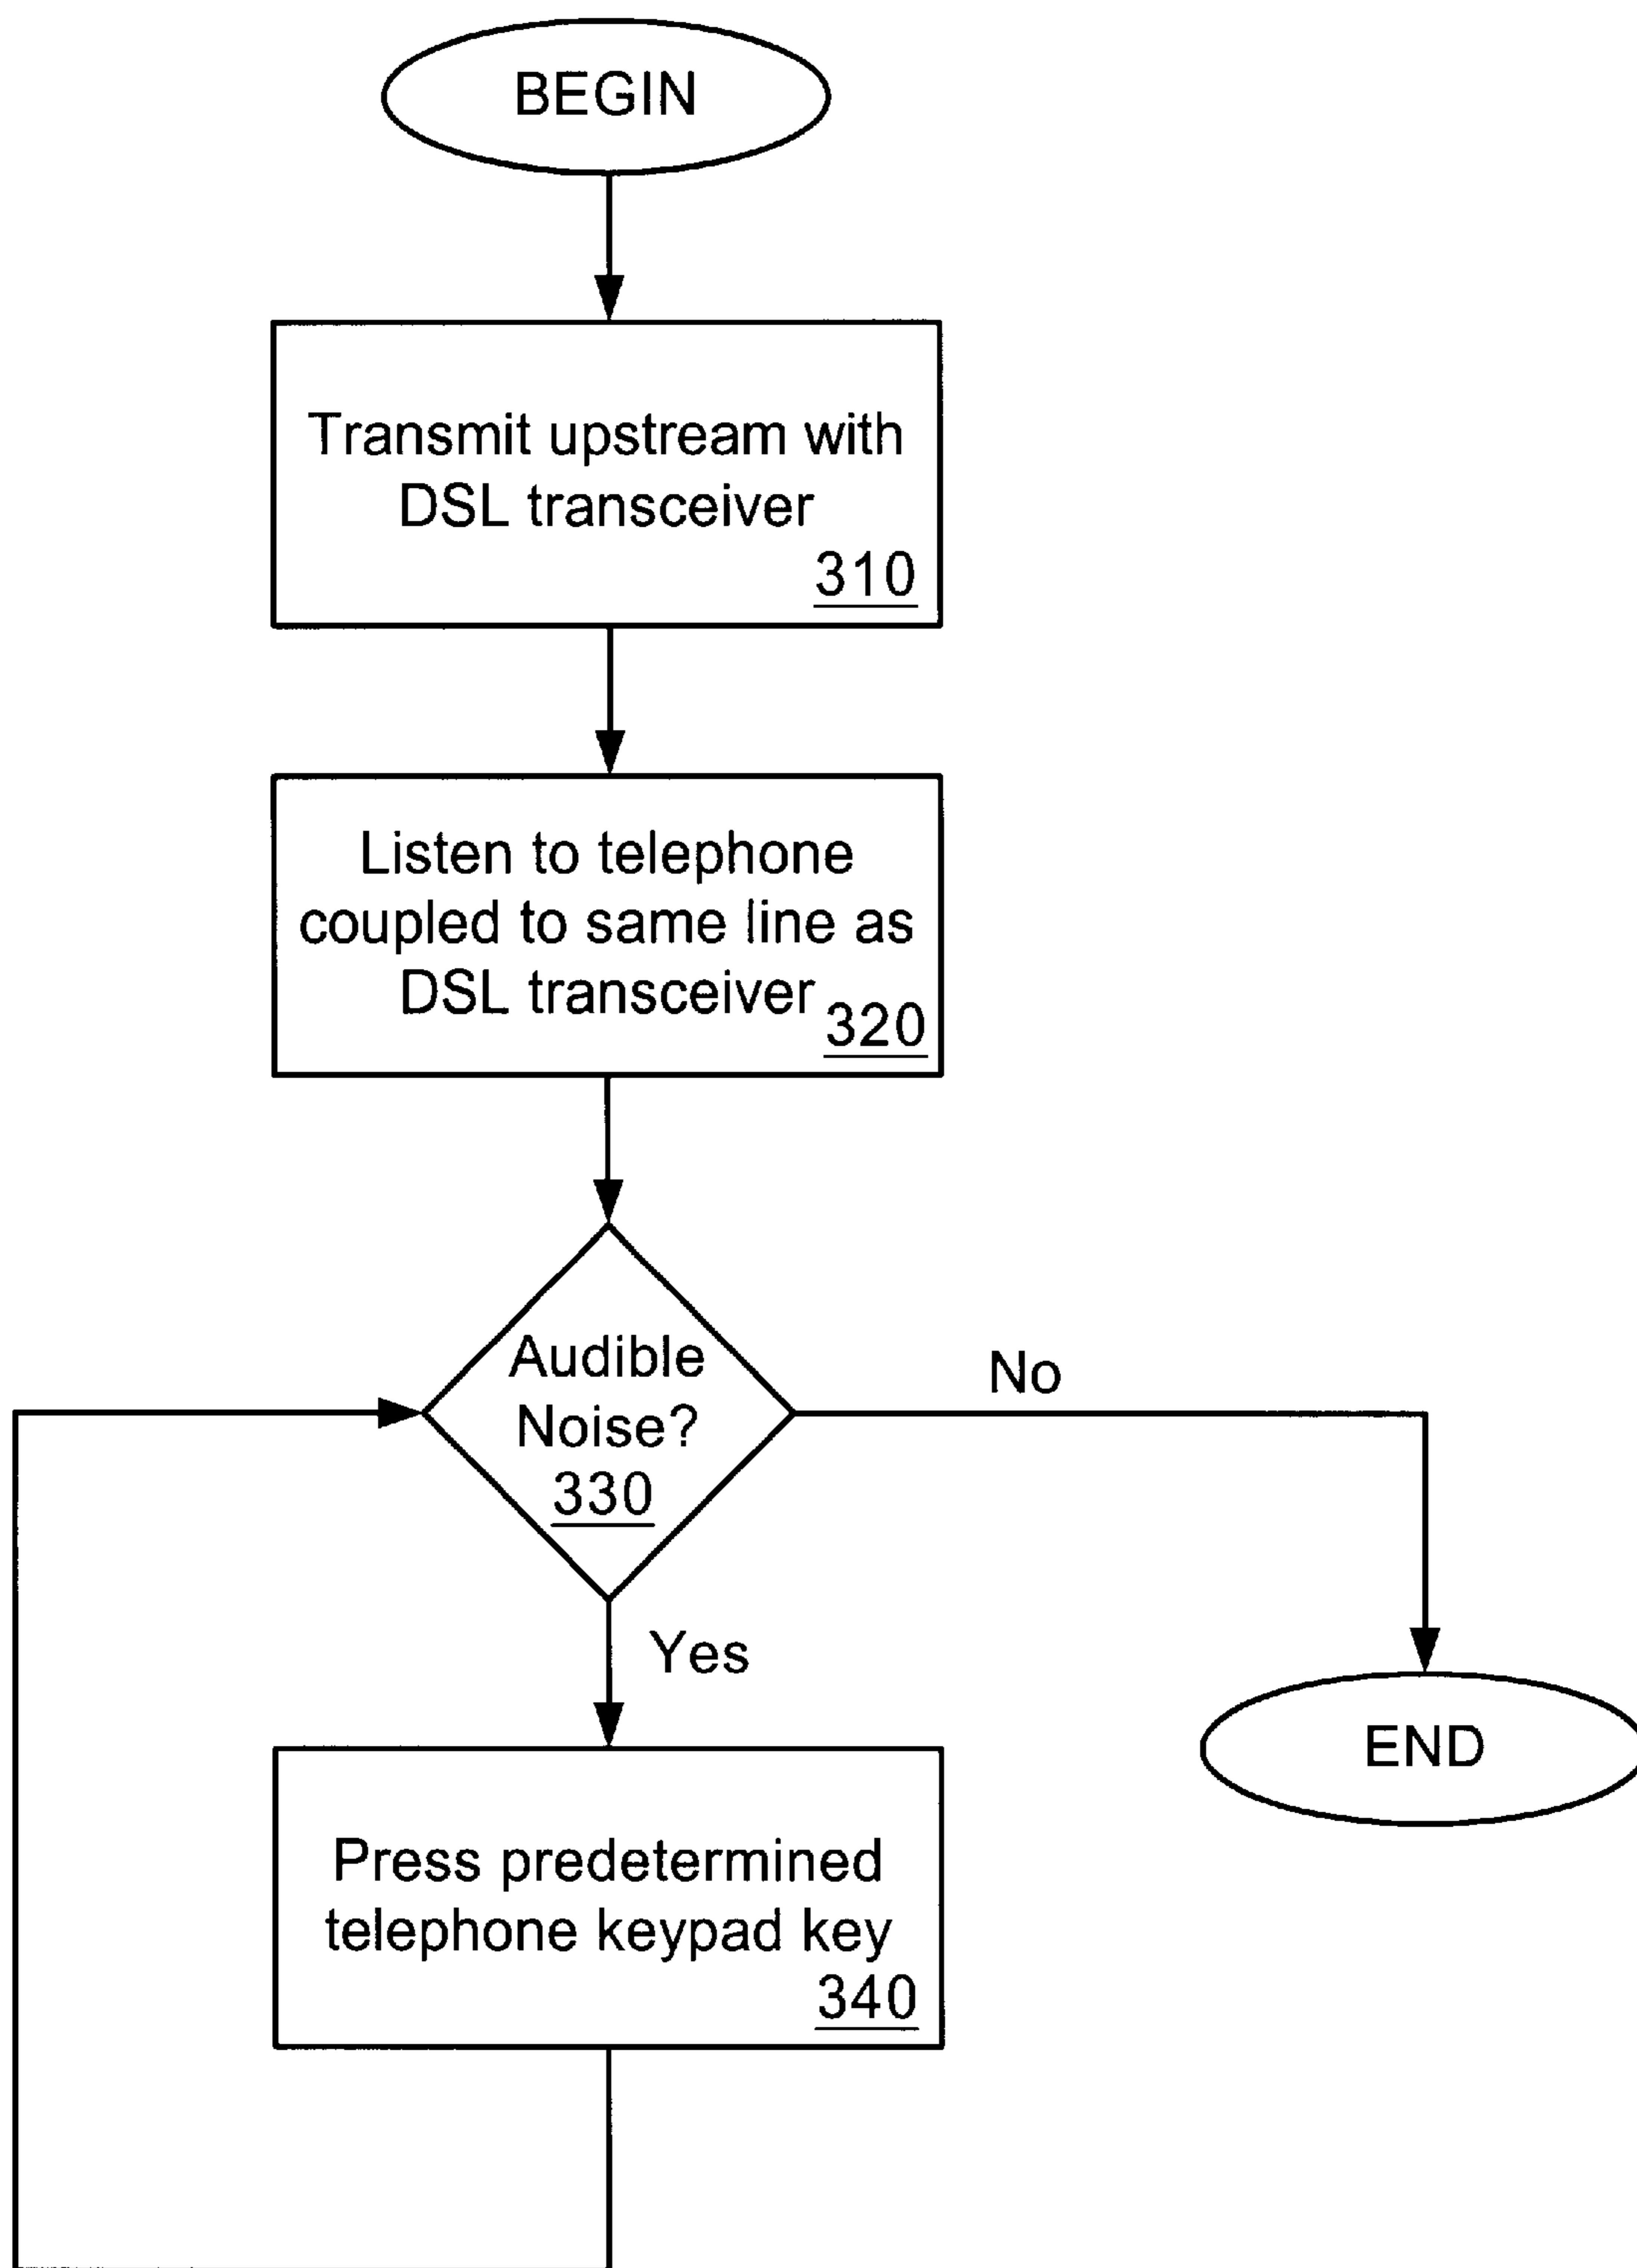 BEGIN
Transmit upstream with
DSL transceiver
310
Listen to telephone
coupled to same line as
DSL transceiver
320
Audible
Noise?
330
No
Yes
END
Press predetermined
telephone keypad key
340